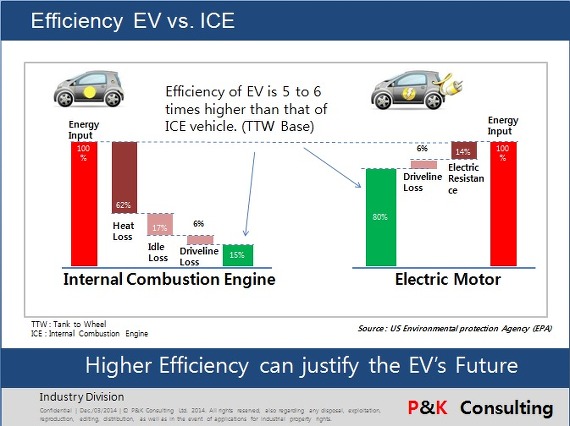 Efficiency EV vs. ICE
Efficiency of EV is 5 to 6
times higher than that of
ICE vehicle. (TTW Base)
Energy
Input
100
%
62%
Heat
Loss
17%
Idle
Loss
6%
Driveline
Loss
15%
Internal Combustion Engine
80%
6%
Driveline
Loss
14%
Electric
Resistan
ce
Energy
Input
100
%
Electric Motor
TTW : Tank to Wheel
ICE : Internal Combustion Engine
Source : US Environmental protection Agency (EPA)
Higher Efficiency can justify the EV's Future
Industry Division
Confidential | Dec./03/2014 | © P&K Consulting Ltd. 2014. All rights reserved, also regarding any disposal, exploitation,
reproduction, editing, distribution, as well as in the event of applications for industrial property rights.
P&K Consulting